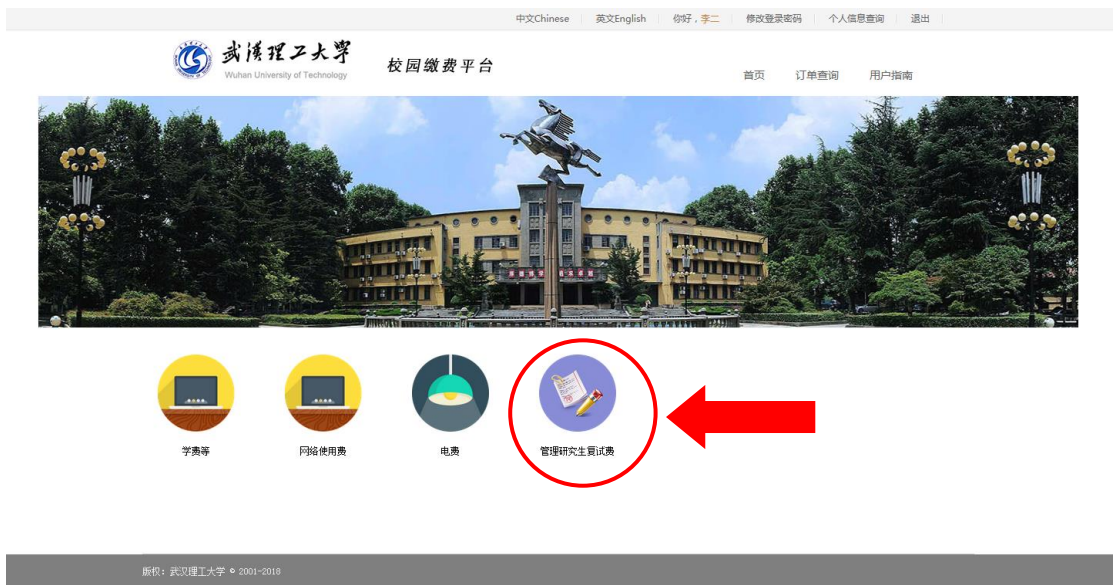 中文Chinese 英文English 你好，李二 修改登录密码 个人信息查询 退出
武汉理工大学
Wuhan University of Technology
校园缴费平台
首页 订单查询 用户指南
学费等 网络使用费 电费 管理研究生复试费
版权：武汉理工大学 © 2001-2018